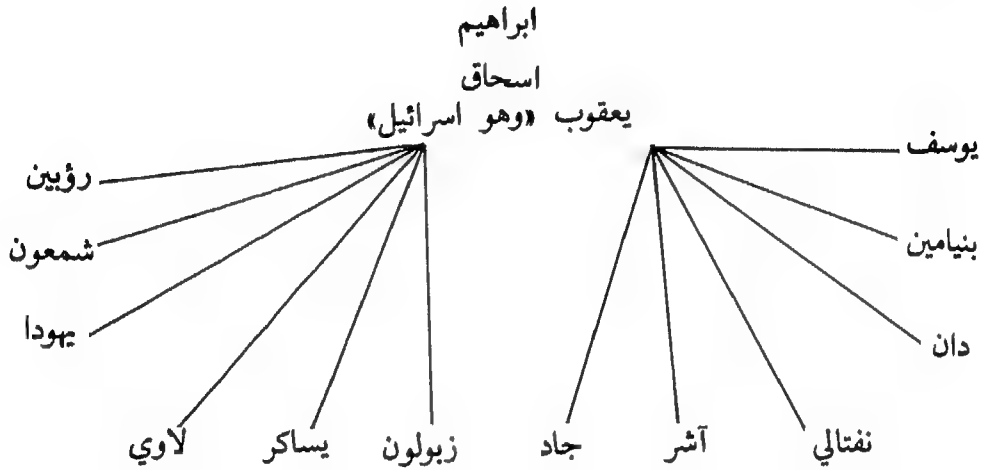 ابراهيم
اسحاق
يعقوب «وهو اسرائيل»
يوسف
رؤبين
بنيامين
شمعون
دان
يهودا
نفتالي
آشر
جاد
زبولون
يساكر
لاوي